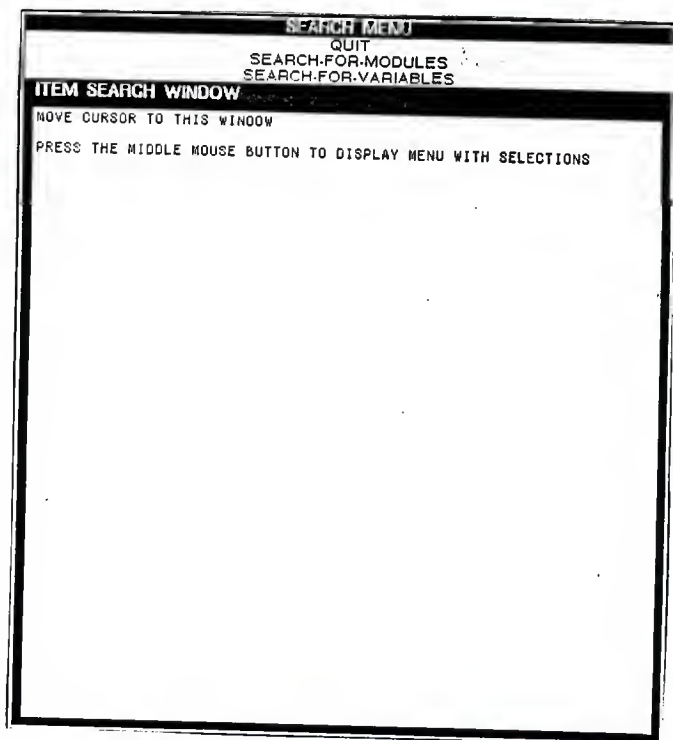 SEARCH MENU
QUIT
SEARCH-FOR-MODULES
SEARCH-FOR-VARIABLES
ITEM SEARCH WINDOW
MOVE CURSOR TO THIS WINDOW
PRESS THE MIDDLE MOUSE BUTTON TO DISPLAY MENU WITH SELECTIONS